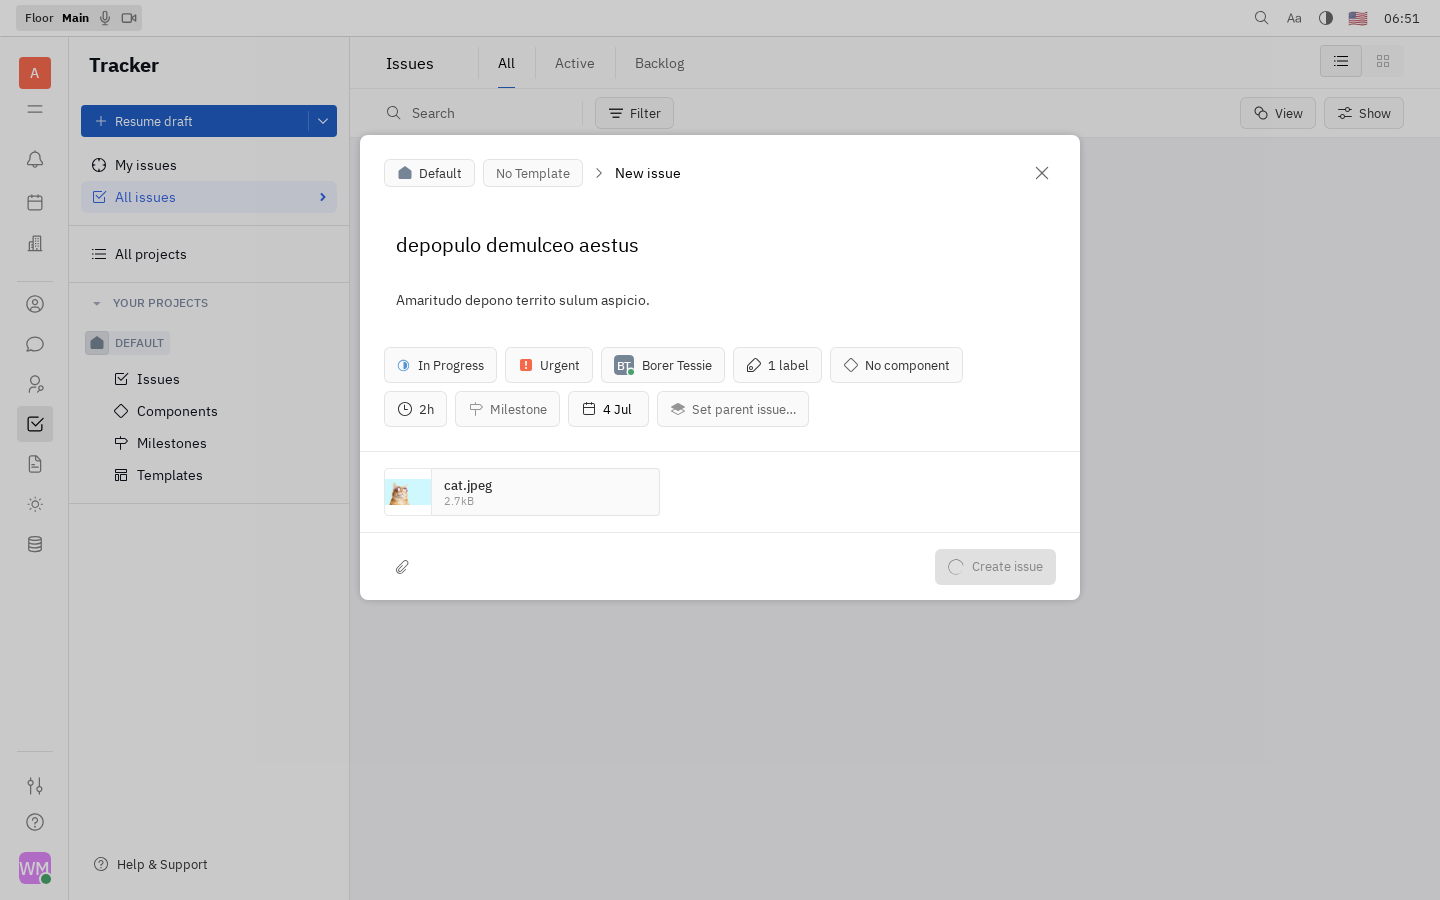 Floor Main
Aa
06:51
A
Tracker
Resume draft
My issues
All issues
All projects
YOUR PROJECTS
DEFAULT
Issues
Components
Milestones
Templates
WM
Help & Support
Issues
All
Active
Backlog
Search
Filter
View
Show
Default
No Template
New issue
depopulo demulceo aestus
Amaritudo depono territo sulum aspicio.
In Progress
Urgent
BT Borer Tessie
1 label
No component
2h
Milestone
4 Jul
Set parent issue...
cat.jpeg
2.7kB
Create issue